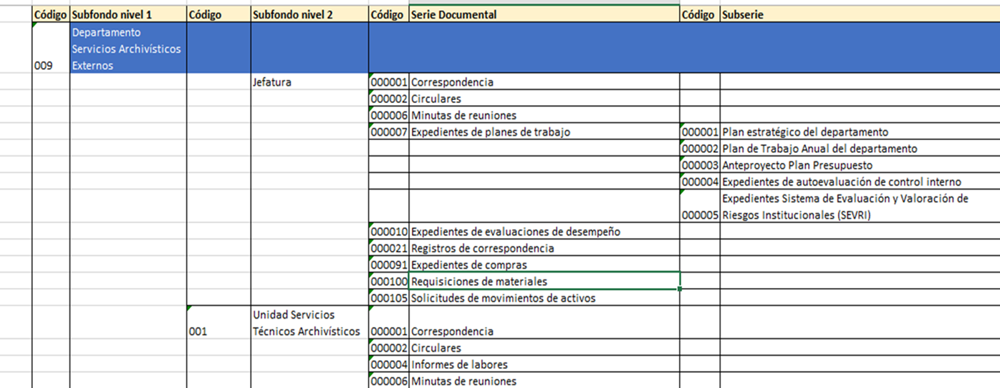 Código Subfondo nivel 1 Código Subfondo nivel 2 Código Serie Documental Código Subserie
Departamento
Servicios Archivísticos
009 Externos
Jefatura 000001 Correspondencia
000002 Circulares
000006 Minutas de reuniones
000007 Expedientes de planes de trabajo 000001 Plan estratégico del departamento
000002 Plan de Trabajo Anual del departamento
000003 Anteproyecto Plan Presupuesto
000004 Expedientes de autoevaluación de control interno
Expedientes Sistema de Evaluación y Valoración de
000005 Riesgos Institucionales (SEVRI)
000010 Expedientes de evaluaciones de desempeño
000021 Registros de correspondencia
000091 Expedientes de compras
000100 Requisiciones de materiales
000105 Solicitudes de movimientos de activos
Unidad Servicios
001 Técnicos Archivísticos 000001 Correspondencia
000002 Circulares
000004 Informes de labores
000006 Minutas de reuniones